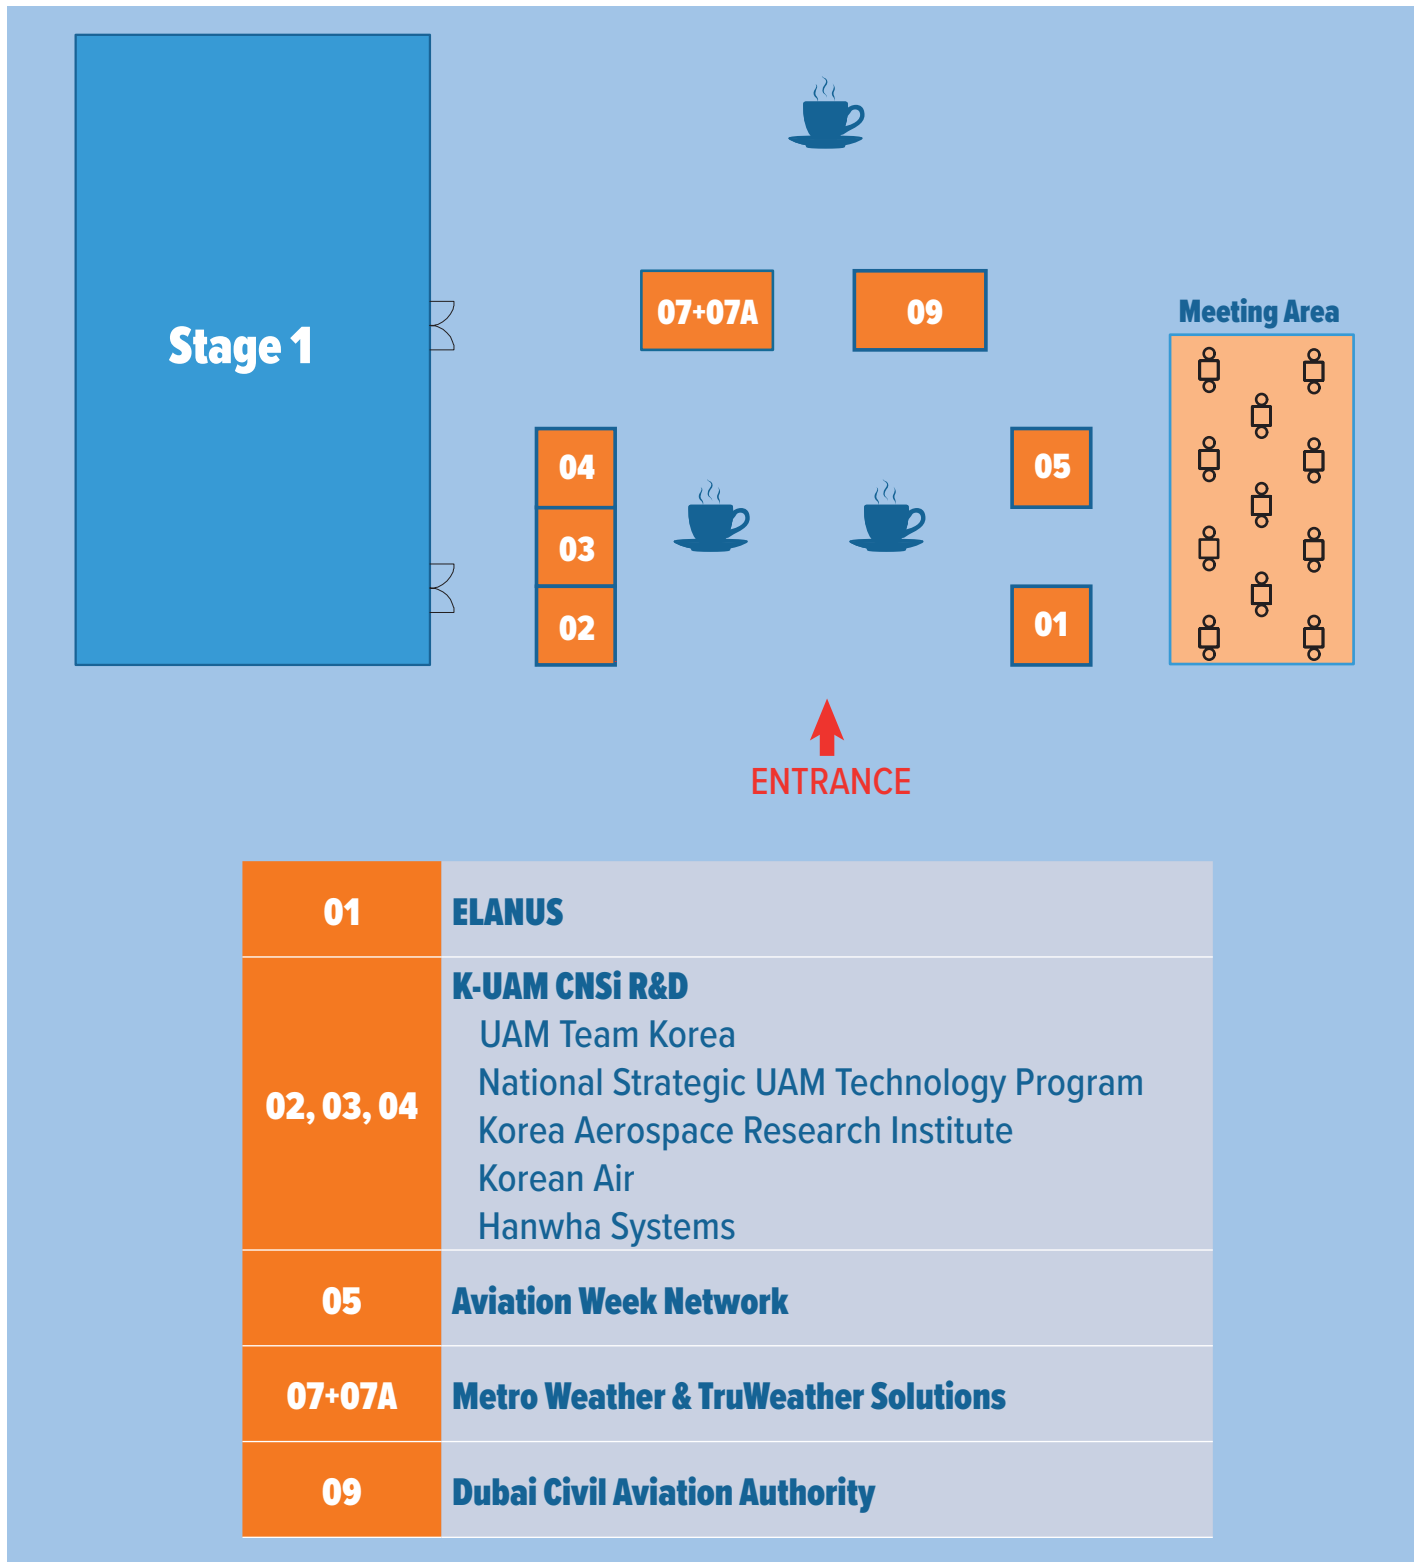 Stage 1
07+07A
09
Meeting Area
04
05
03
02
01
ENTRANCE
01
ELANUS
02, 03, 04
K-UAM CNSi R&D
UAM Team Korea
National Strategic UAM Technology Program
Korea Aerospace Research Institute
Korean Air
Hanwha Systems
05
Aviation Week Network
07+07A
Metro Weather & TruWeather Solutions
09
Dubai Civil Aviation Authority